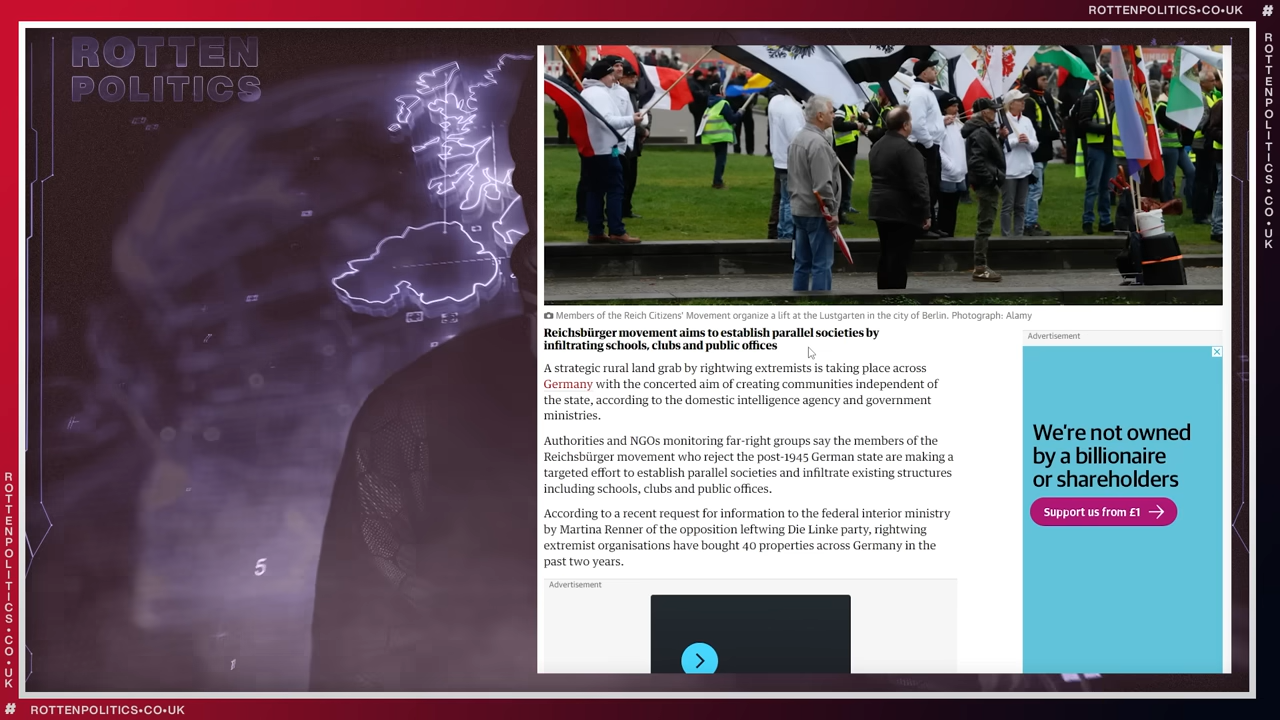 ROTTENPOLITICS•CO•UK #
ROTTEN
POLITICS
Members of the Reich Citizens' Movement organize a lift at the Lustgarten in the city of Berlin. Photograph: Alamy
Reichsbürger movement aims to establish parallel societies by
infiltrating schools, clubs and public offices
A strategic rural land grab by rightwing extremists is taking place across
Germany with the concerted aim of creating communities independent of
the state, according to the domestic intelligence agency and government
ministries.
Authorities and NGOs monitoring far-right groups say the members of the
Reichsbürger movement who reject the post-1945 German state are making a
targeted effort to establish parallel societies and infiltrate existing structures
including schools, clubs and public offices.
According to a recent request for information to the federal interior ministry
by Martina Renner of the opposition leftwing Die Linke party, rightwing
extremist organisations have bought 40 properties across Germany in the
past two years.
Advertisement
Advertisement
We're not owned
by a billionaire
or shareholders
Support us from £1
5
ROTTENPOLITICS•CO•UK
ROTTENPOLITICS•CO•UK
# ROTTENPOLITICS•CO•UK